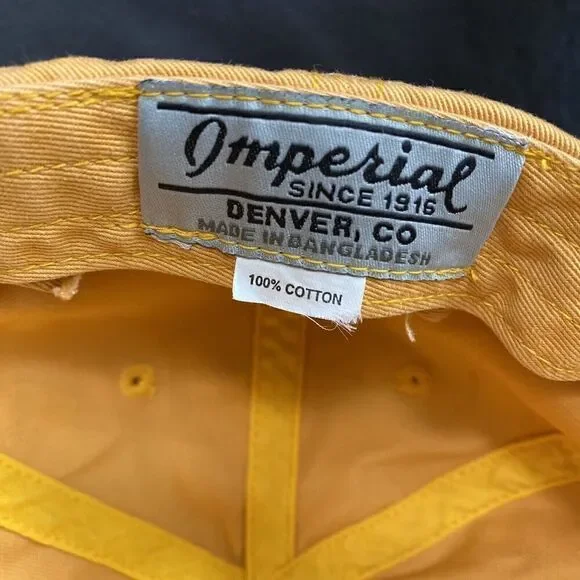 Imperial
SINCE 1916
DENVER, CO
MADE IN BANGLADESH
100% COTTON